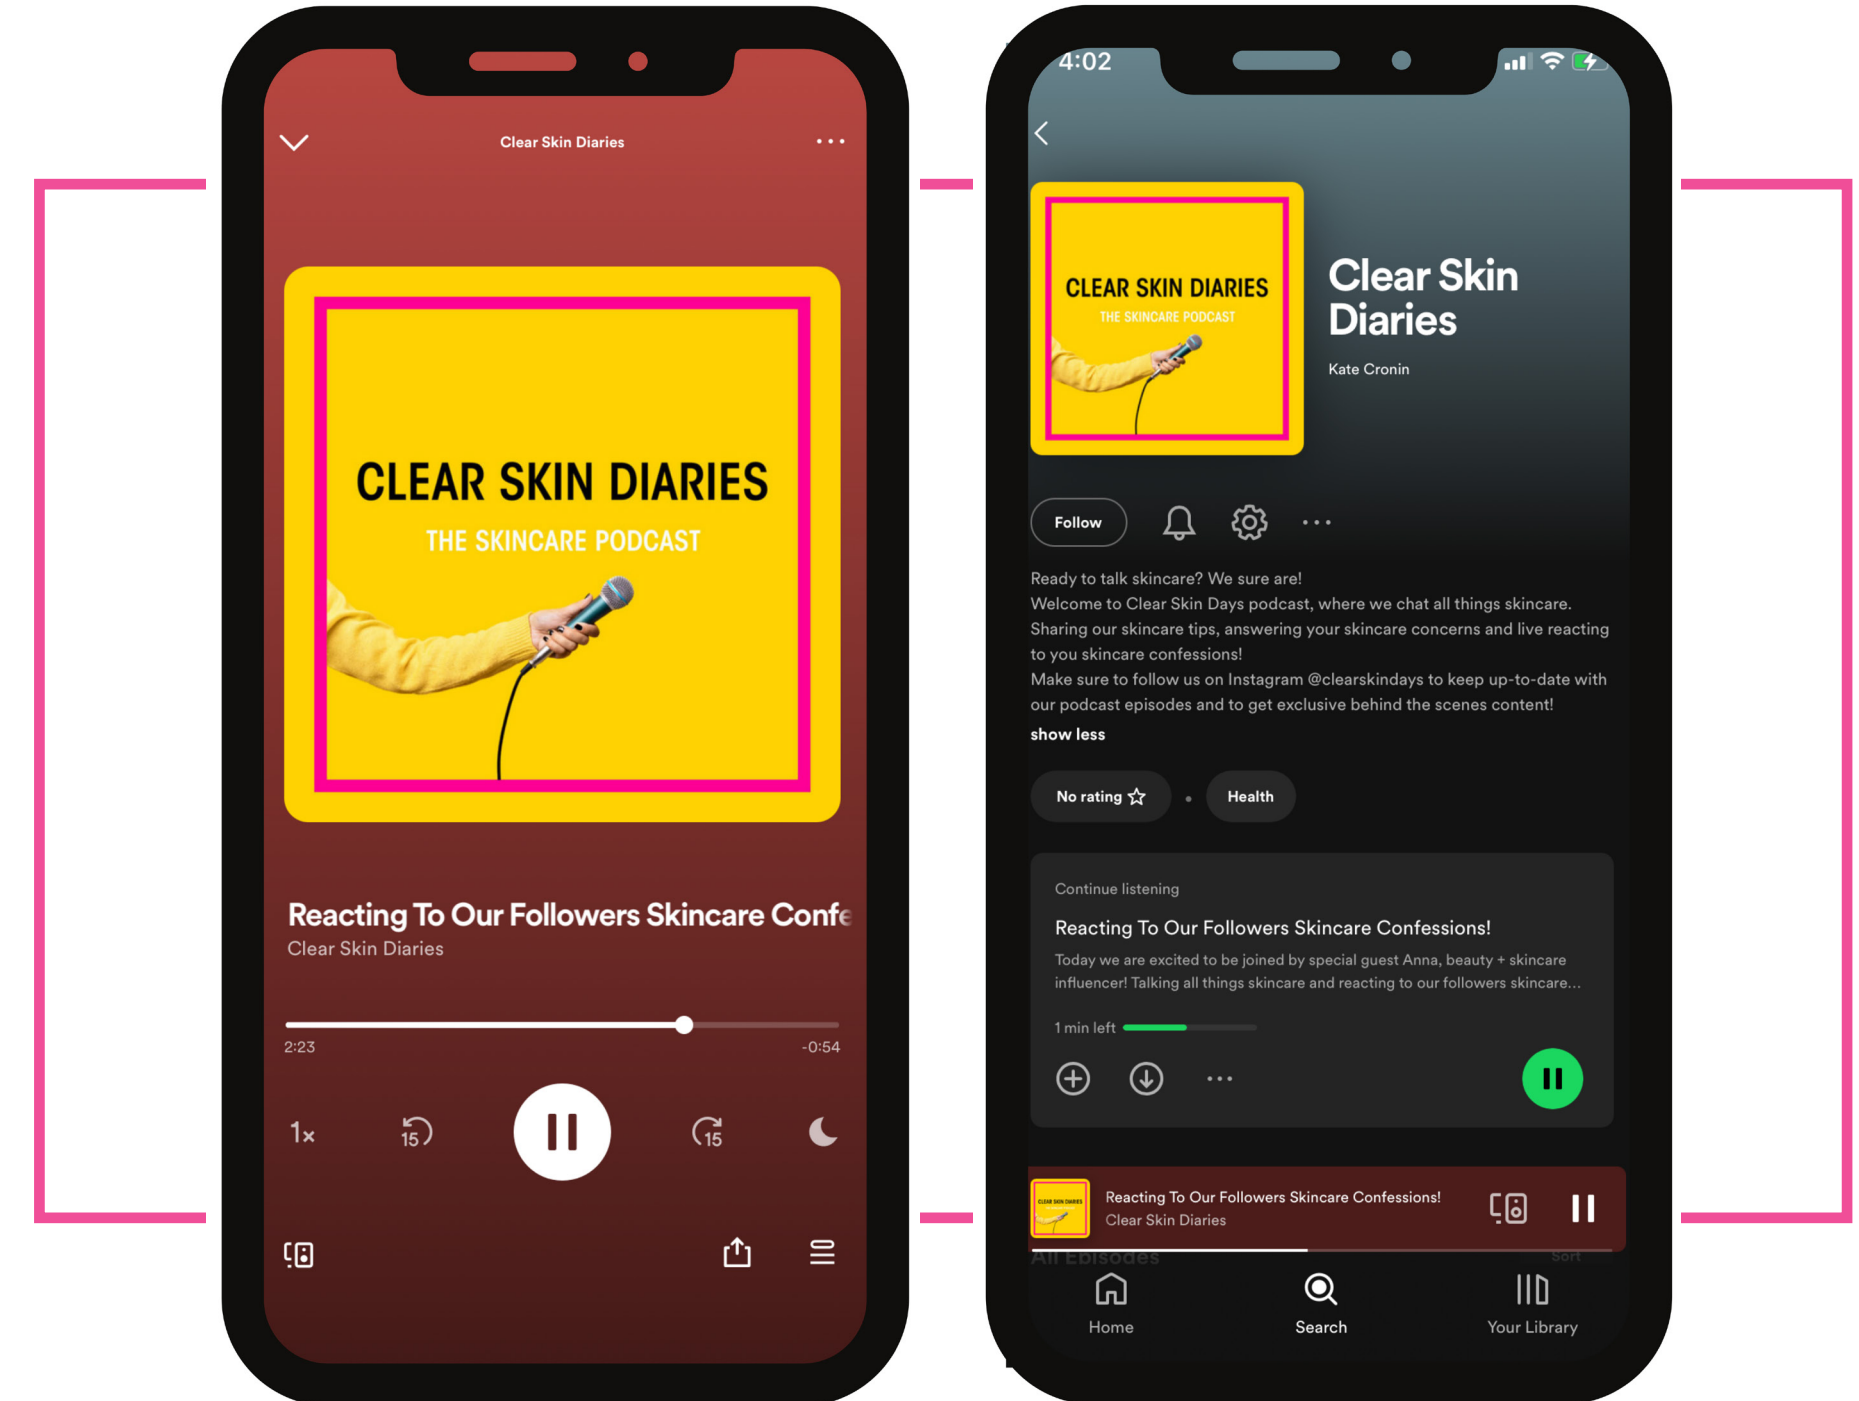 Clear Skin Diaries
CLEAR SKIN DIARIES
THE SKINCARE PODCAST
Reacting To Our Followers Skincare Confe
Clear Skin Diaries
2:23
-0:54
1x
15
15
4:02
CLEAR SKIN DIARIES
THE SKINCARE PODCAST
Clear Skin
Diaries
Kate Cronin
Follow
Ready to talk skincare? We sure are!
Welcome to Clear Skin Days podcast, where we chat all things skincare.
Sharing our skincare tips, answering your skincare concerns and live reacting
to you skincare confessions!
Make sure to follow us on Instagram @clearskindays to keep up-to-date with
our podcast episodes and to get exclusive behind the scenes content!
show less
No rating
Health
Continue listening
Reacting To Our Followers Skincare Confessions!
Today we are excited to be joined by special guest Anna, beauty + skincare
influencer! Talking all things skincare and reacting to our followers skincare...
1 min left
CLEAR SKIN DIARIES
Reacting To Our Followers Skincare Confessions!
Clear Skin Diaries
All Episodes
Sort
Home
Search
Your Library